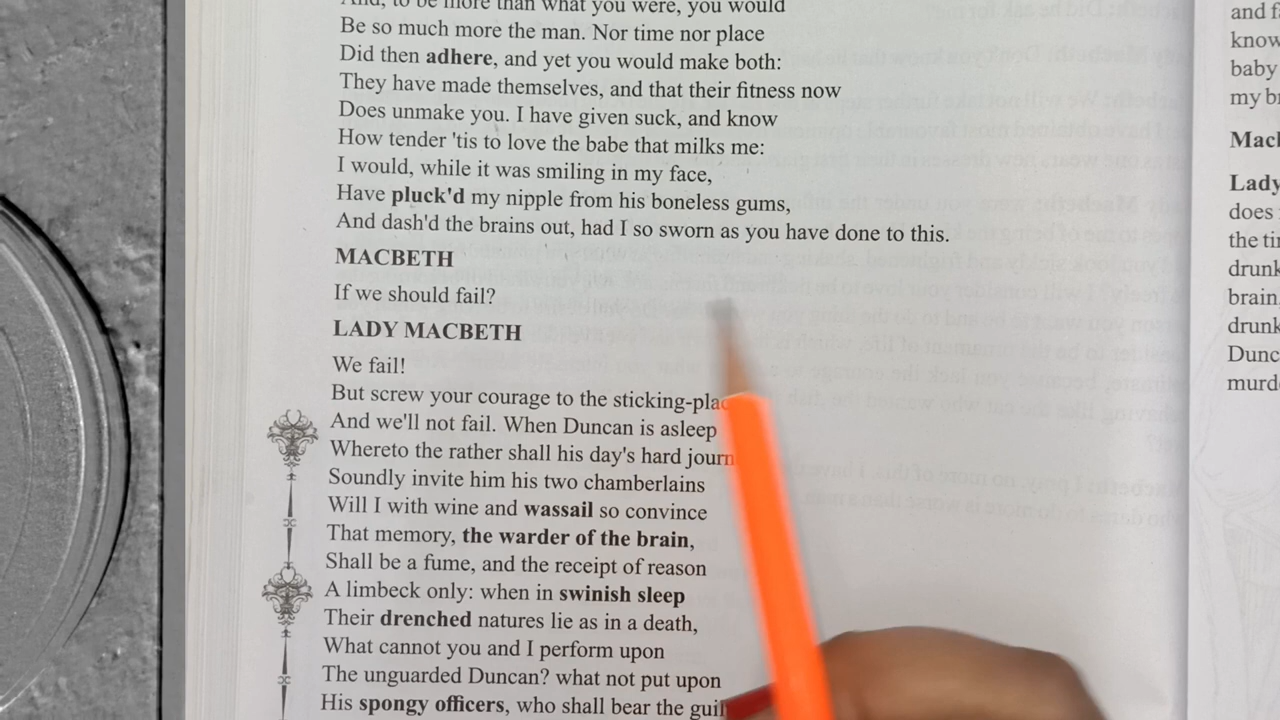 And, to be more than what you were, you would
Be so much more the man. Nor time nor place
Did then adhere, and yet you would make both:
They have made themselves, and that their fitness now
Does unmake you. I have given suck, and know
How tender 'tis to love the babe that milks me:
I would, while it was smiling in my face,
Have pluck'd my nipple from his boneless gums,
And dash'd the brains out, had I so sworn as you have done to this.
MACBETH
If we should fail?
LADY MACBETH
We fail!
But screw your courage to the sticking-plac
And we'll not fail. When Duncan is asleep
Whereto the rather shall his day's hard journ
Soundly invite him his two chamberlains
Will I with wine and wassail so convince
That memory, the warder of the brain,
Shall be a fume, and the receipt of reason
A limbeck only: when in swinish sleep
Their drenched natures lie as in a death,
What cannot you and I perform upon
The unguarded Duncan? what not put upon
His spongy officers, who shall bear the guil
and f
know
baby
my br
Macb
Lady
does
the ti
drunk
brain
drunk
Dunc
murd